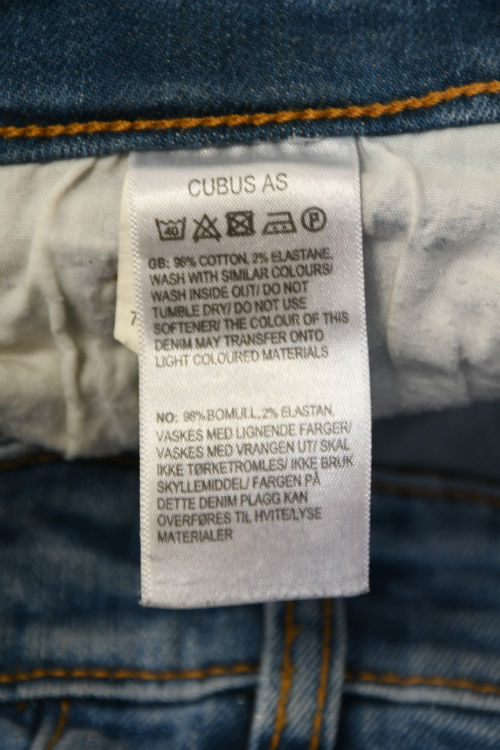 CUBUS AS
40 P
GB: 98% COTTON, 2% ELASTANE,
WASH WITH SIMILAR COLOURS/
WASH INSIDE OUT/ DO NOT
TUMBLE DRY/ DO NOT USE
SOFTENER/ THE COLOUR OF THIS
DENIM MAY TRANSFER ONTO
LIGHT COLOURED MATERIALS
7
NO: 98% BOMULL, 2% ELASTAN,
VASKES MED LIGNENDE FARGER/
VASKES MED VRANGEN UT/ SKAL
IKKE TØRKETROMLES/ IKKE BRUK
SKYLLEMIDDEL/ FARGEN PÅ
DETTE DENIM PLAGG KAN
OVERFØRES TIL HVITE/LYSE
MATERIALER